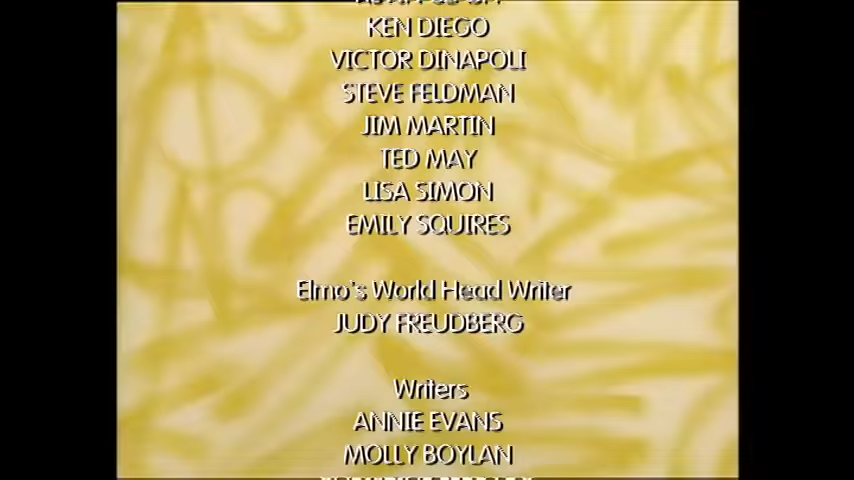 KEN DIEGO
VICTOR DINAPOLI
STEVE FELDMAN
JIM MARTIN
TED MAY
LISA SIMON
EMILY SQUIRES
Elmo's World Head Writer
JUDY FREUDBERG
Writers
ANNIE EVANS
MOLLY BOYLAN